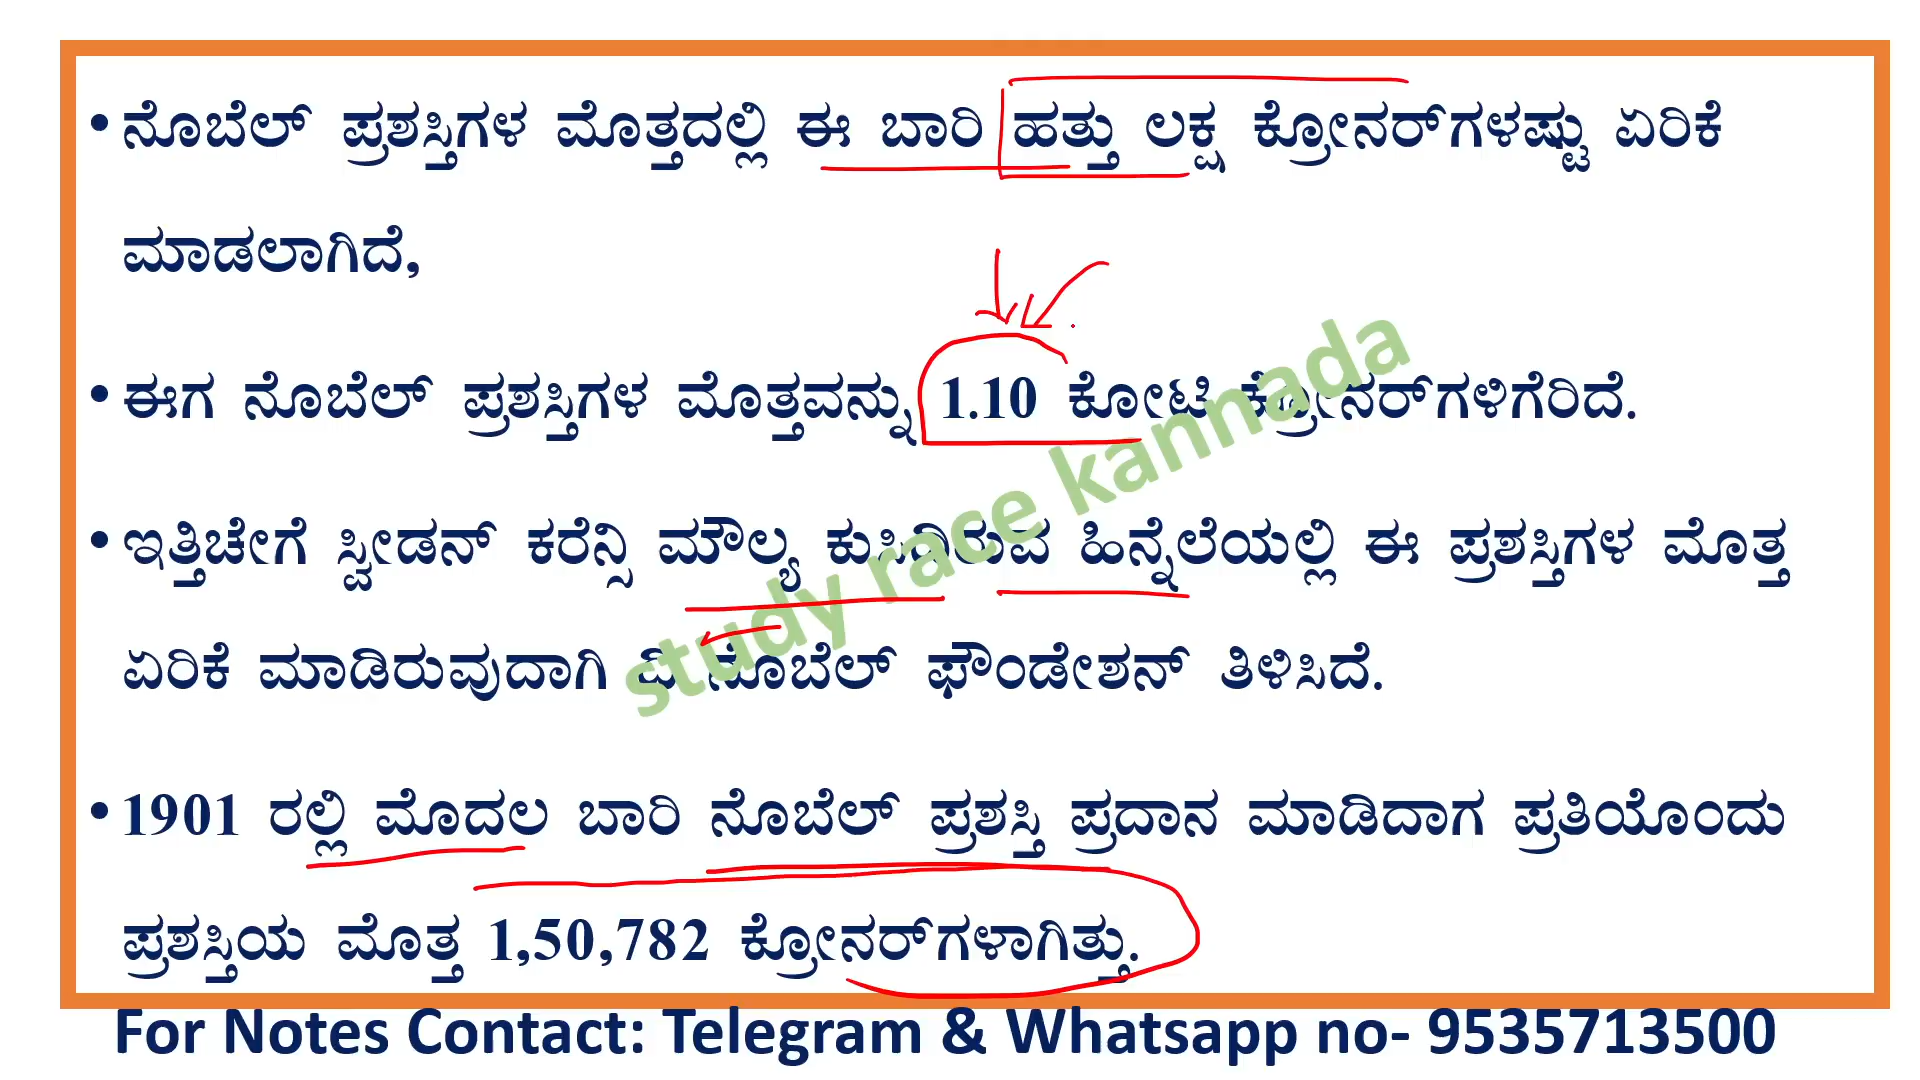 • ನೊಬೆಲ್ ಪ್ರಶಸ್ತಿಗಳ ಮೊತ್ತದಲ್ಲಿ ಈ ಬಾರಿ ಹತ್ತು ಲಕ್ಷ ಕ್ರೋನರ್‌ಗಳಷ್ಟು ಏರಿಕೆ
ಮಾಡಲಾಗಿದೆ,
• ಈಗ ನೊಬೆಲ್ ಪ್ರಶಸ್ತಿಗಳ ಮೊತ್ತವನ್ನು 1.10 ಕೋಟಿ ಕ್ರೋನರ್‌ಗಳಿಗೆರಿದೆ.
• ಇತ್ತಿಚೇಗೆ ಸ್ವೀಡನ್ ಕರೆನ್ಸಿ ಮೌಲ್ಯ ಕುಸಿದಿರುವ ಹಿನ್ನೆಲೆಯಲ್ಲಿ ಈ ಪ್ರಶಸ್ತಿಗಳ ಮೊತ್ತ
ಏರಿಕೆ ಮಾಡಿರುವುದಾಗಿ ದಿ ನೊಬೆಲ್ ಫೌಂಡೇಶನ್ ತಿಳಿಸಿದೆ.
• 1901 ರಲ್ಲಿ ಮೊದಲ ಬಾರಿ ನೊಬೆಲ್ ಪ್ರಶಸ್ತಿ ಪ್ರದಾನ ಮಾಡಿದಾಗ ಪ್ರತಿಯೊಂದು
ಪ್ರಶಸ್ತಿಯ ಮೊತ್ತ 1,50,782 ಕ್ರೋನರ್‌ಗಳಾಗಿತ್ತು.
study race kannada
For Notes Contact: Telegram & Whatsapp no- 9535713500